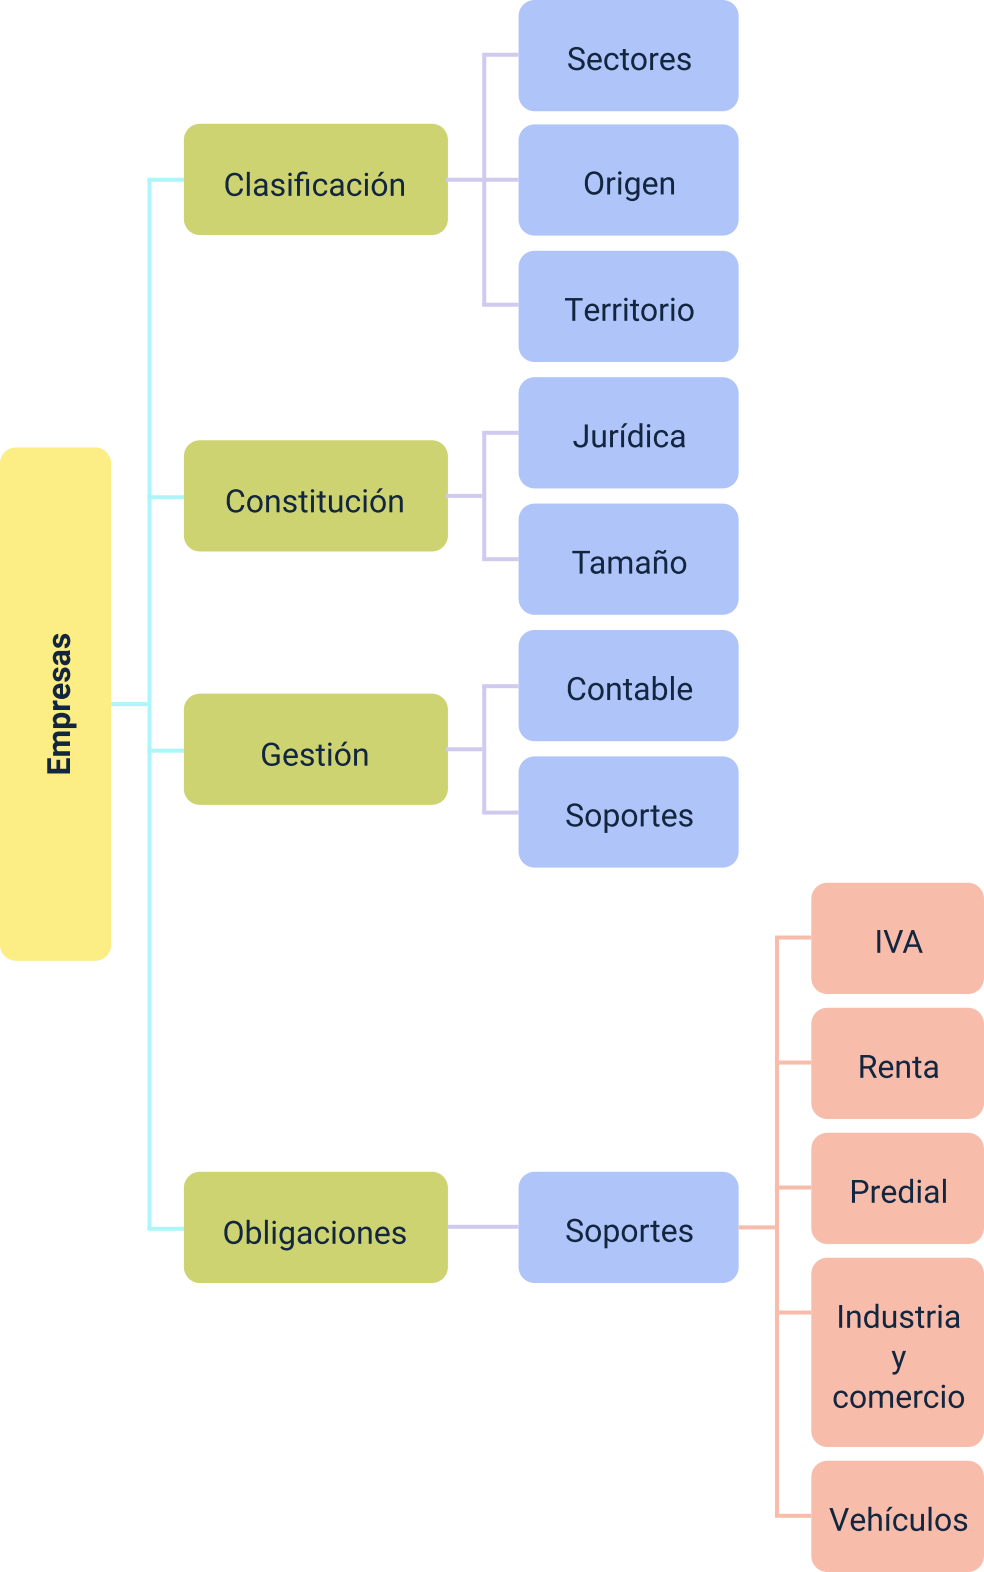 Empresas
Clasificación
Sectores
Origen
Territorio
Constitución
Jurídica
Tamaño
Gestión
Contable
Soportes
Obligaciones
Soportes
IVA
Renta
Predial
Industria
y
comercio
Vehículos